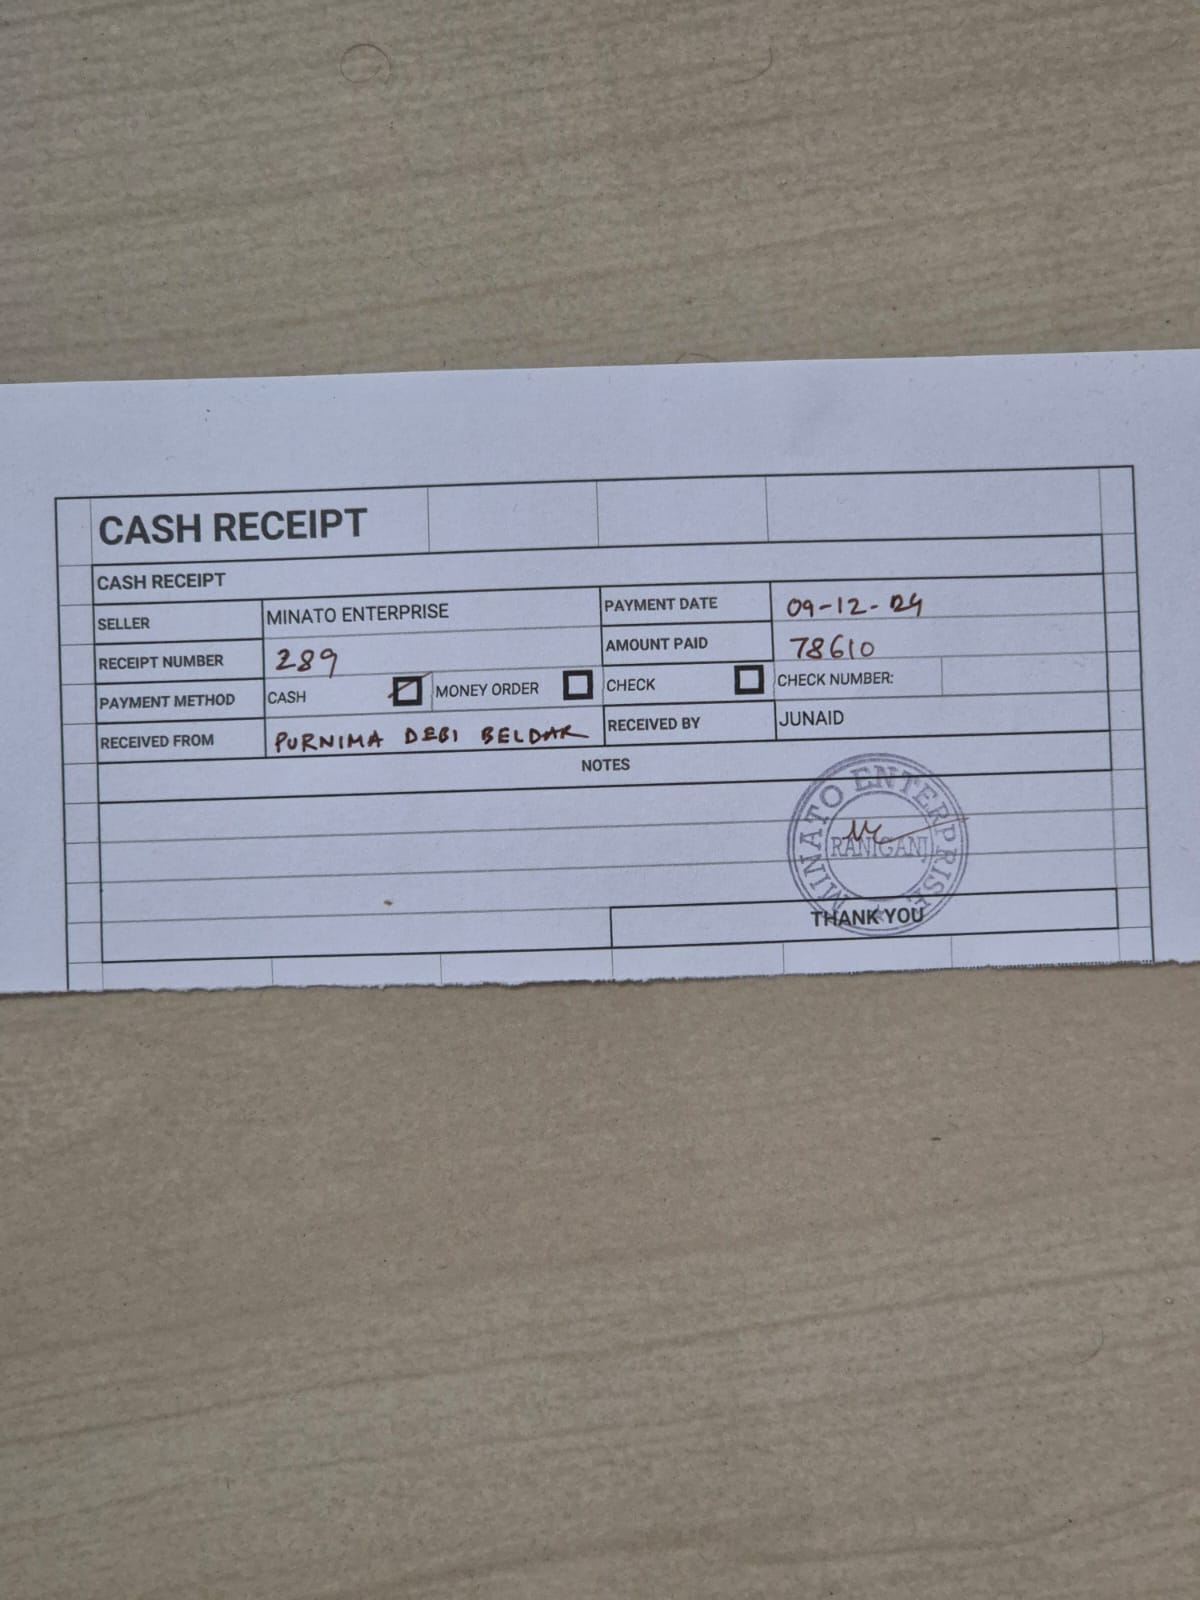 CASH RECEIPT
CASH RECEIPT
SELLER MINATO ENTERPRISE PAYMENT DATE 09-12-24
RECEIPT NUMBER 289 AMOUNT PAID 78610
PAYMENT METHOD CASH MONEY ORDER CHECK CHECK NUMBER:
RECEIVED FROM PURNIMA DEBI BELDAR RECEIVED BY JUNAID
NOTES
MINATO ENTERPRISE
RANIGANJ
THANK YOU